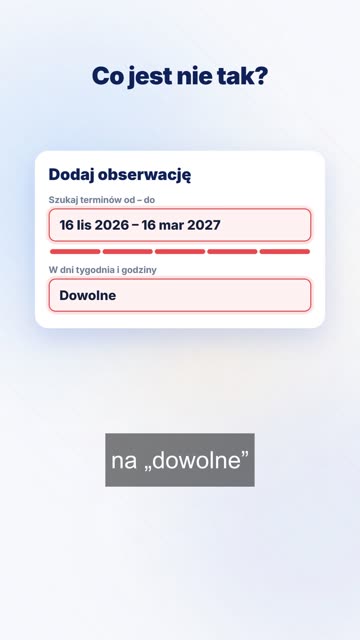 Co jest nie tak?
Dodaj obserwację
Szukaj terminów od – do
16 lis 2026 – 16 mar 2027
W dni tygodnia i godziny
Dowolne
na „dowolne”